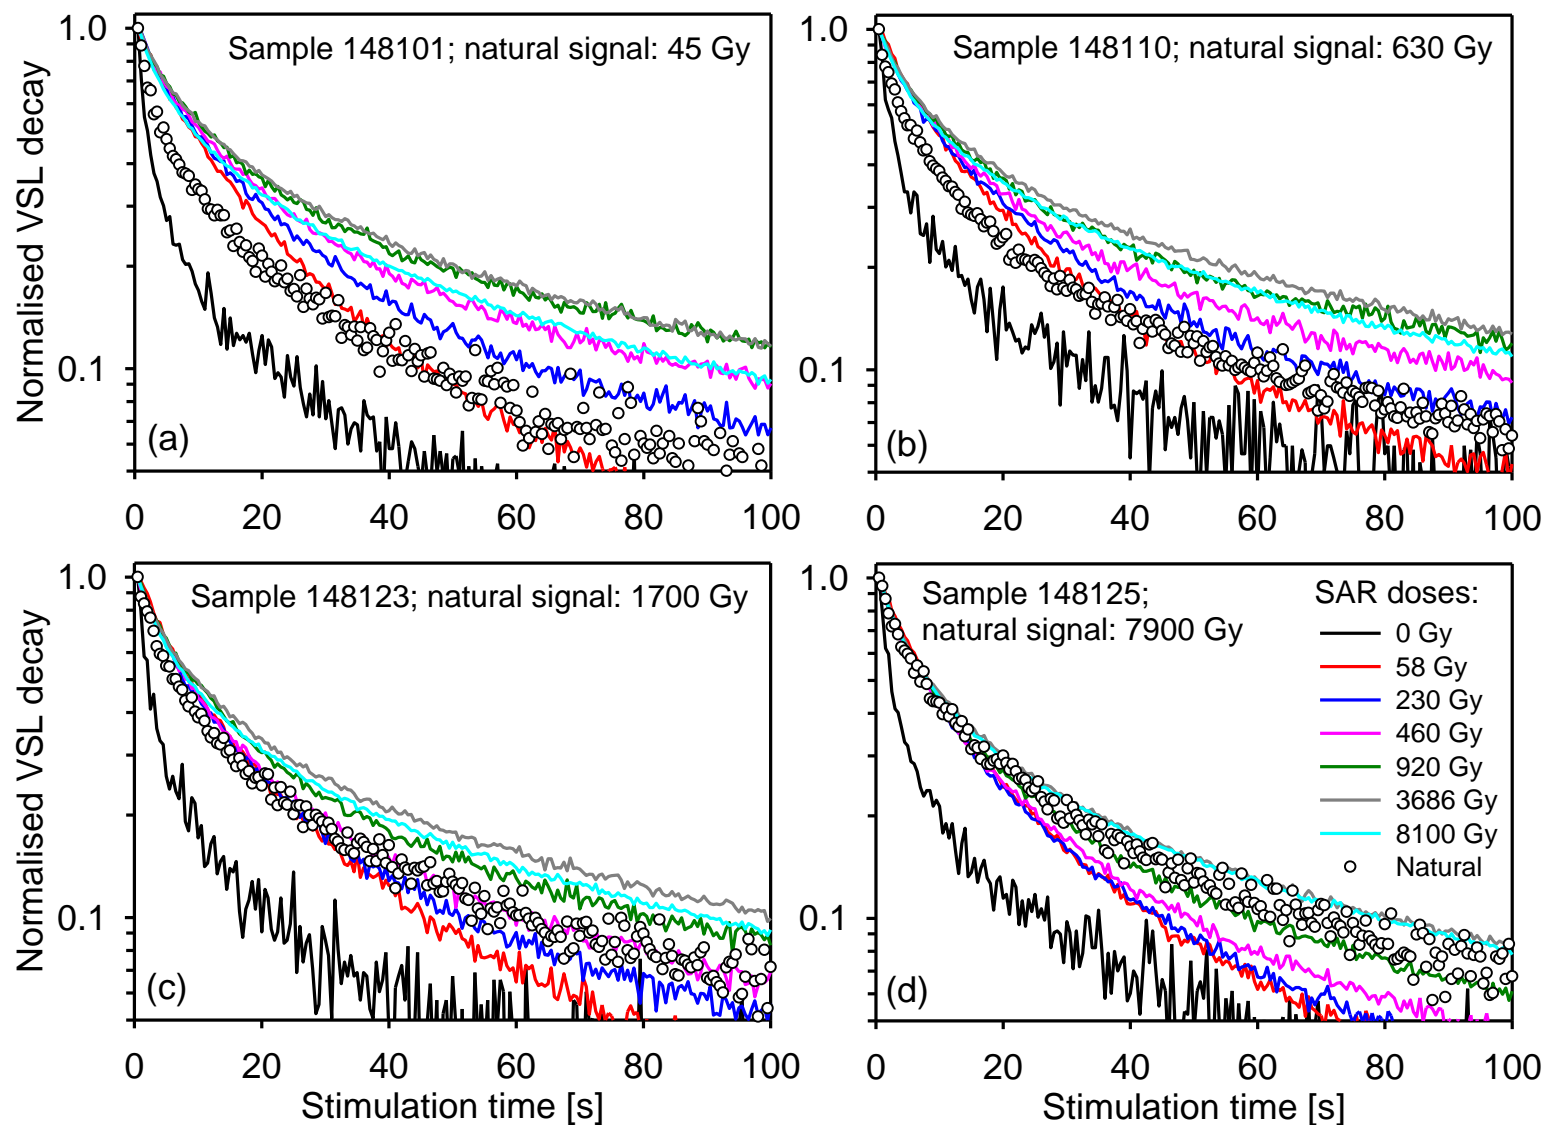 Normalised VSL decay
1.0
0.1
Sample 148101; natural signal: 45 Gy
(a)
0 20 40 60 80 100
1.0
0.1
Sample 148110; natural signal: 630 Gy
(b)
0 20 40 60 80 100
Normalised VSL decay
1.0
0.1
Sample 148123; natural signal: 1700 Gy
(c)
0 20 40 60 80 100
Stimulation time [s]
1.0
0.1
Sample 148125;
natural signal: 7900 Gy
SAR doses:
0 Gy
58 Gy
230 Gy
460 Gy
920 Gy
3686 Gy
8100 Gy
Natural
(d)
0 20 40 60 80 100
Stimulation time [s]